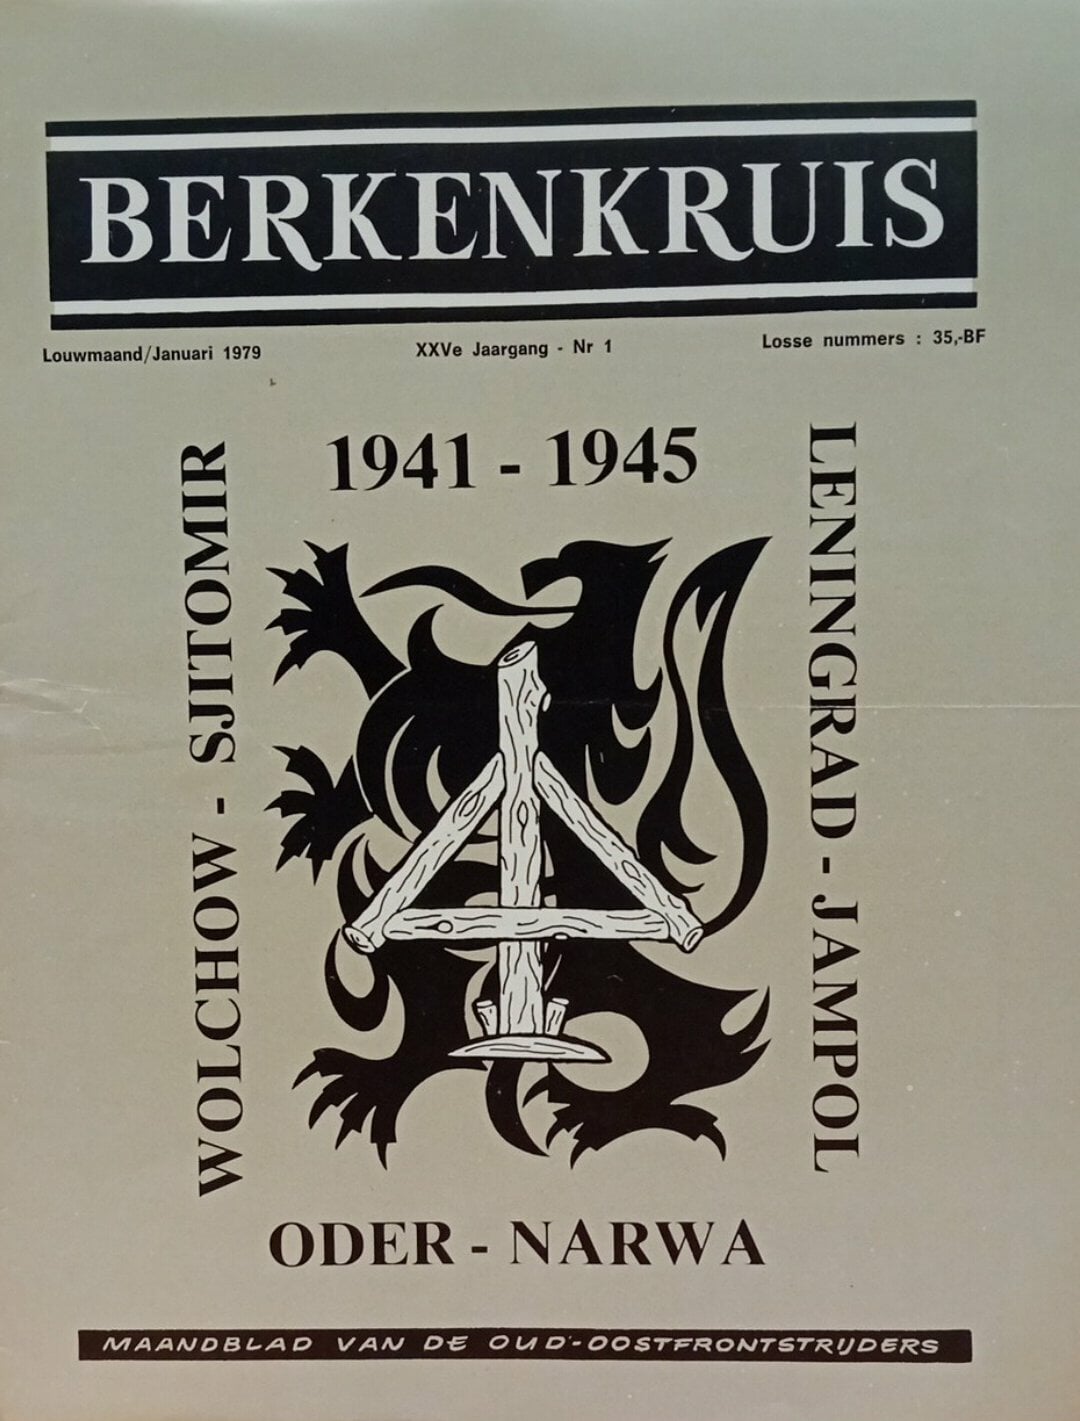 BERKENKRUIS
Louwmaand/Januari 1979
XXVe Jaargang - Nr 1
Losse nummers : 35,-BF
1941 - 1945
WOLCHOW - SJITOMIR
LENINGRAD - JAMPOL
ODER - NARWA
MAANDBLAD VAN DE OUD-OOSTFRONTSTRIJDERS